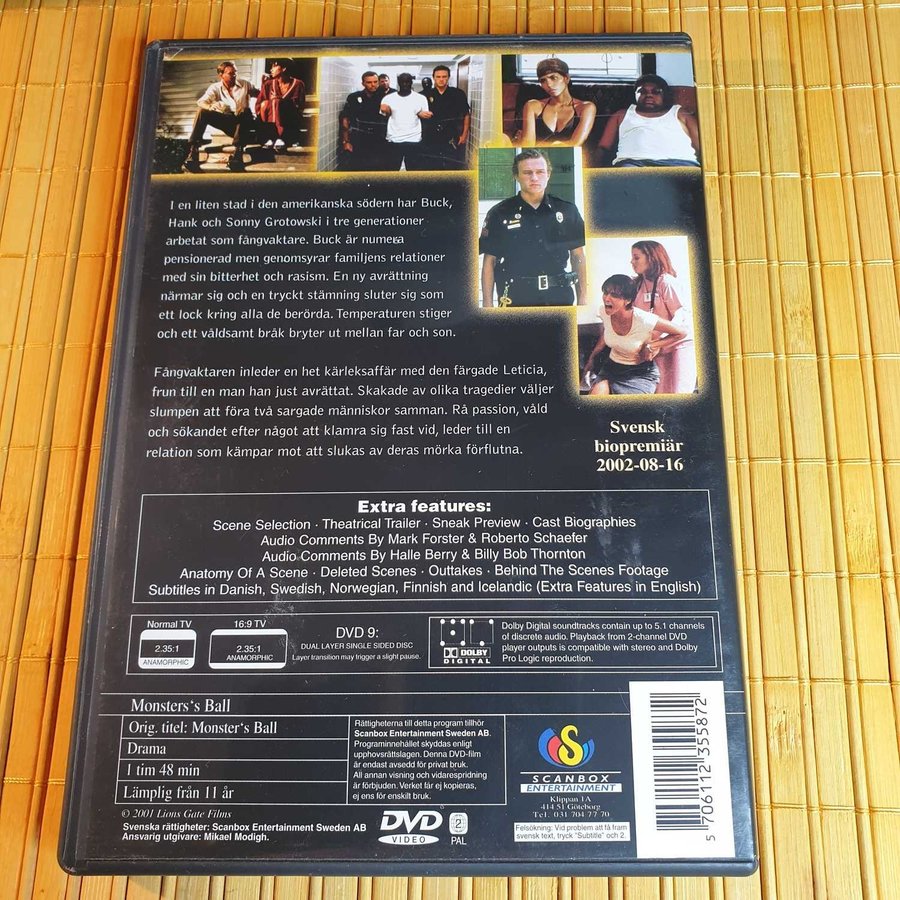 I en liten stad i den amerikanska södern har Buck,
Hank och Sonny Grotowski i tre generationer
arbetat som fångvaktare. Buck är numera
pensionerad men genomsyrar familjens relationer
med sin bitterhet och rasism. En ny avrättning
närmar sig och en tryckt stämning sluter sig som
ett lock kring alla de berörda. Temperaturen stiger
och ett våldsamt bråk bryter ut mellan far och son.
Fångvaktaren inleder en het kärleksaffär med den färgade Leticia,
frun till en man han just avrättat. Skakade av olika tragedier väljer
slumpen att föra två sargade människor samman. Rå passion, våld
och sökandet efter något att klamra sig fast vid, leder till en
relation som kämpar mot att slukas av deras mörka förflutna.
Svensk
biopremiär
2002-08-16
Extra features:
Scene Selection · Theatrical Trailer · Sneak Preview · Cast Biographies
Audio Comments By Mark Forster & Roberto Schaefer
Audio Comments By Halle Berry & Billy Bob Thornton
Anatomy Of A Scene · Deleted Scenes · Outtakes · Behind The Scenes Footage
Subtitles in Danish, Swedish, Norwegian, Finnish and Icelandic (Extra Features in English)
Normal TV
2.35:1
ANAMORPHIC
16:9 TV
2.35:1
ANAMORPHIC
DVD 9:
DUAL LAYER SINGLE SIDED DISC
Layer transition may trigger a slight pause.
DOLBY
DIGITAL
Dolby Digital soundtracks contain up to 5.1 channels
of discrete audio. Playback from 2-channel DVD
player outputs is compatible with stereo and Dolby
Pro Logic reproduction.
Monsters's Ball
Orig. titel: Monster's Ball
Drama
1 tim 48 min
Lämplig från 11 år
© 2001 Lions Gate Films
Svenska rättigheter: Scanbox Entertainment Sweden AB
Ansvarig utgivare: Mikael Modigh.
Rättigheterna till detta program tillhör
Scanbox Entertainment Sweden AB.
Programinnehållet skyddas enligt
upphovsrättslagen. Denna DVD-film
är endast avsedd för privat bruk.
All annan visning och vidarespridning
är förbjuden. Verket får ej kopieras,
ej ens för enskilt bruk.
DVD
VIDEO
2
PAL
S
SCANBOX
ENTERTAINMENT
Klippan 1A
414 51 Göteborg
Tel. 031 704 77 70
Felsökning: Vid problem att få fram
svensk text, tryck "Subtitle" och 2.
5 706112 355872